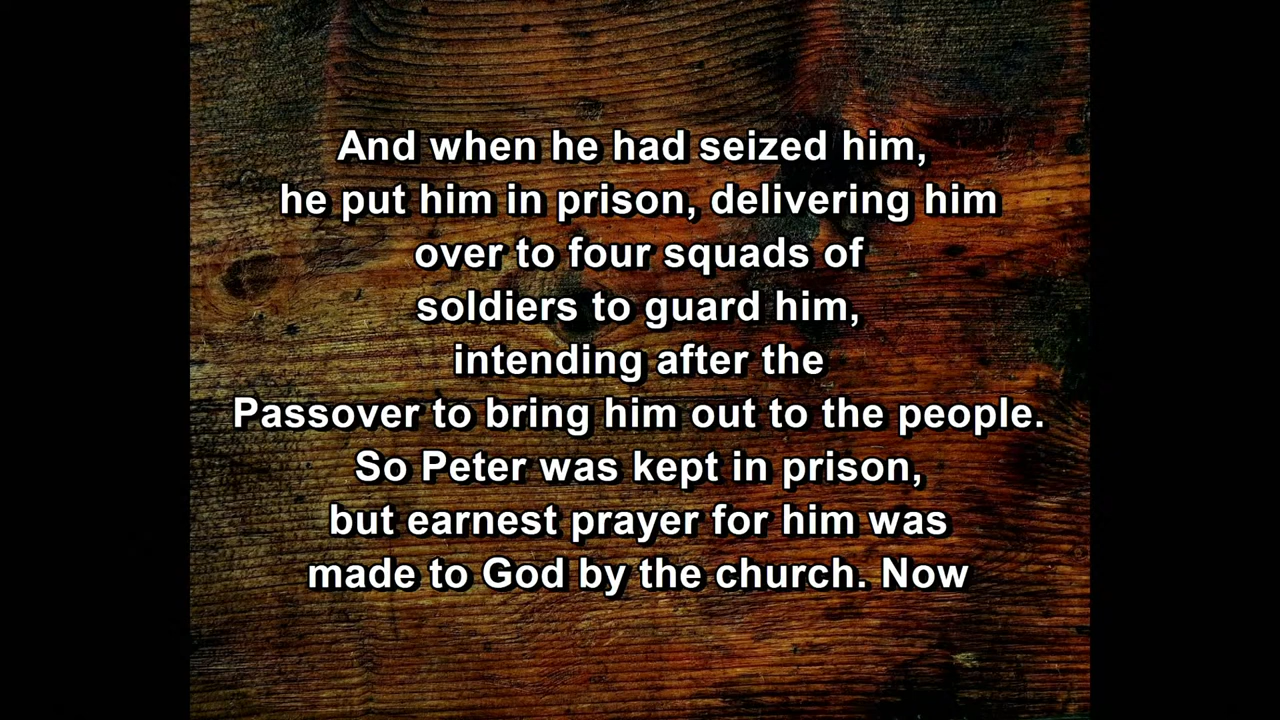 And when he had seized him,
he put him in prison, delivering him
over to four squads of
soldiers to guard him,
intending after the
Passover to bring him out to the people.
So Peter was kept in prison,
but earnest prayer for him was
made to God by the church. Now